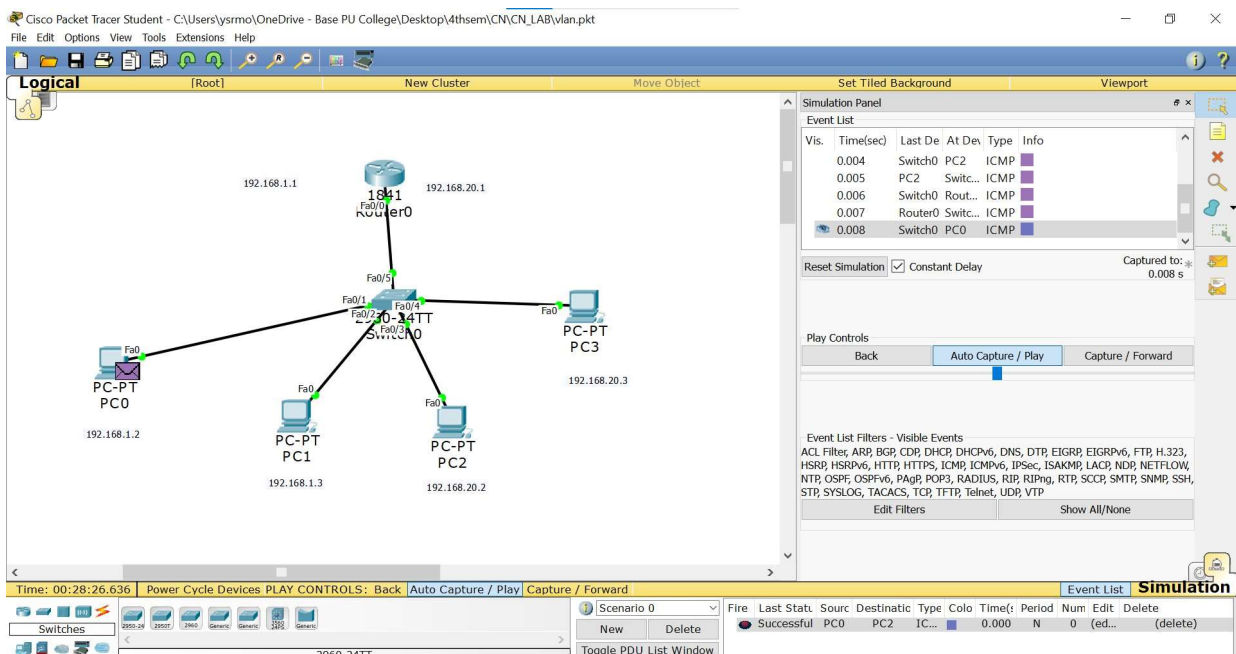 Cisco Packet Tracer Student - C:\Users\ysrmo\OneDrive - Base PU College\Desktop\4thsem\CN\CN_LAB\vlan.pkt
File Edit Options View Tools Extensions Help
Logical [Root] New Cluster Move Object Set Tiled Background Viewport
192.168.1.1
192.168.20.1
1841
Router0
Fa0/0
Fa0/5
Fa0/1
Fa0/2
Fa0/4
Fa0/3
2950-24TT
Switch0
Fa0
PC-PT
PC0
192.168.1.2
Fa0
PC-PT
PC1
192.168.1.3
Fa0
PC-PT
PC2
192.168.20.2
Fa0
PC-PT
PC3
192.168.20.3
Simulation Panel
Event List
Vis. Time(sec) Last De At Dev Type Info
0.004 Switch0 PC2 ICMP
0.005 PC2 Switc... ICMP
0.006 Switch0 Rout... ICMP
0.007 Router0 Switc... ICMP
0.008 Switch0 PC0 ICMP
Reset Simulation Constant Delay Captured to: *
0.008 s
Play Controls
Back Auto Capture / Play Capture / Forward
Event List Filters - Visible Events
ACL Filter, ARP, BGP, CDP, DHCP, DHCPv6, DNS, DTP, EIGRP, EIGRPv6, FTP, H.323,
HSRP, HSRPv6, HTTP, HTTPS, ICMP, ICMPv6, IPSec, ISAKMP, LACP, NDP, NETFLOW,
NTP, OSPF, OSPFv6, PAgP, POP3, RADIUS, RIP, RIPng, RTP, SCCP, SMTP, SNMP, SSH,
STP, SYSLOG, TACACS, TCP, TFTP, Telnet, UDP, VTP
Edit Filters Show All/None
Time: 00:28:26.636 Power Cycle Devices PLAY CONTROLS: Back Auto Capture / Play Capture / Forward Event List Simulation
Switches
2950-24 2950T 2960 Generic Generic Generic
2960-24TT
Scenario 0
New Delete
Toggle PDU List Window
Fire Last Statu Sourc Destinatic Type Colo Time(s Period Num Edit Delete
Successful PC0 PC2 IC... 0.000 N 0 (ed... (delete)